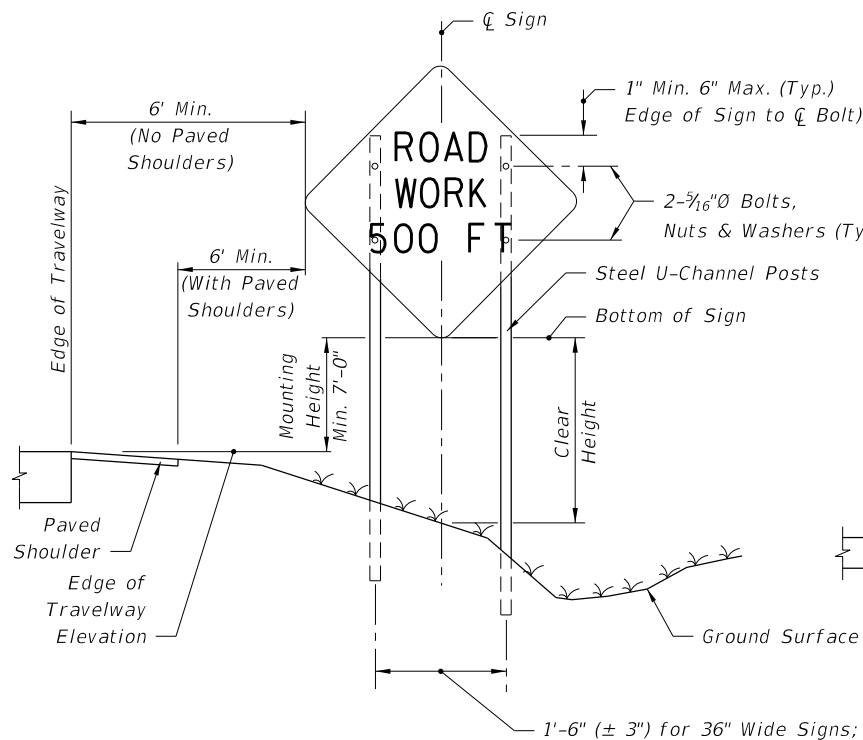 ℄ Sign
1" Min. 6" Max. (Typ.)
Edge of Sign to ℄ Bolt)
6' Min.
(No Paved
Shoulders)
ROAD
WORK
500 FT
2-5/16"Ø Bolts,
Nuts & Washers (Ty
Edge of Travelway
6' Min.
(With Paved
Shoulders)
Steel U-Channel Posts
Bottom of Sign
Mounting
Height
Min. 7'-0"
Clear
Height
Paved
Shoulder
Edge of
Travelway
Elevation
Ground Surface
1'-6" (± 3") for 36" Wide Signs;